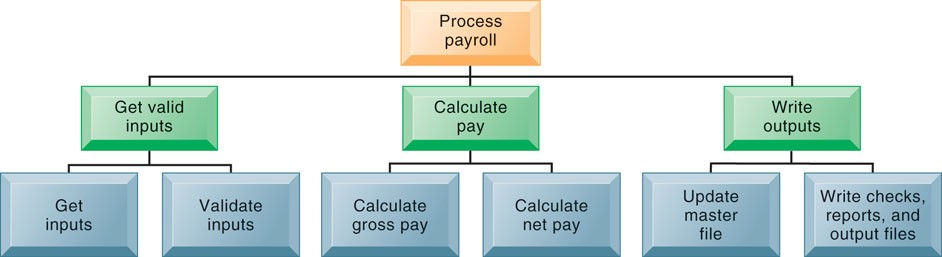 Process
payroll
Get valid
inputs
Calculate
pay
Write
outputs
Get
inputs
Validate
inputs
Calculate
gross pay
Calculate
net pay
Update
master
file
Write checks,
reports, and
output files